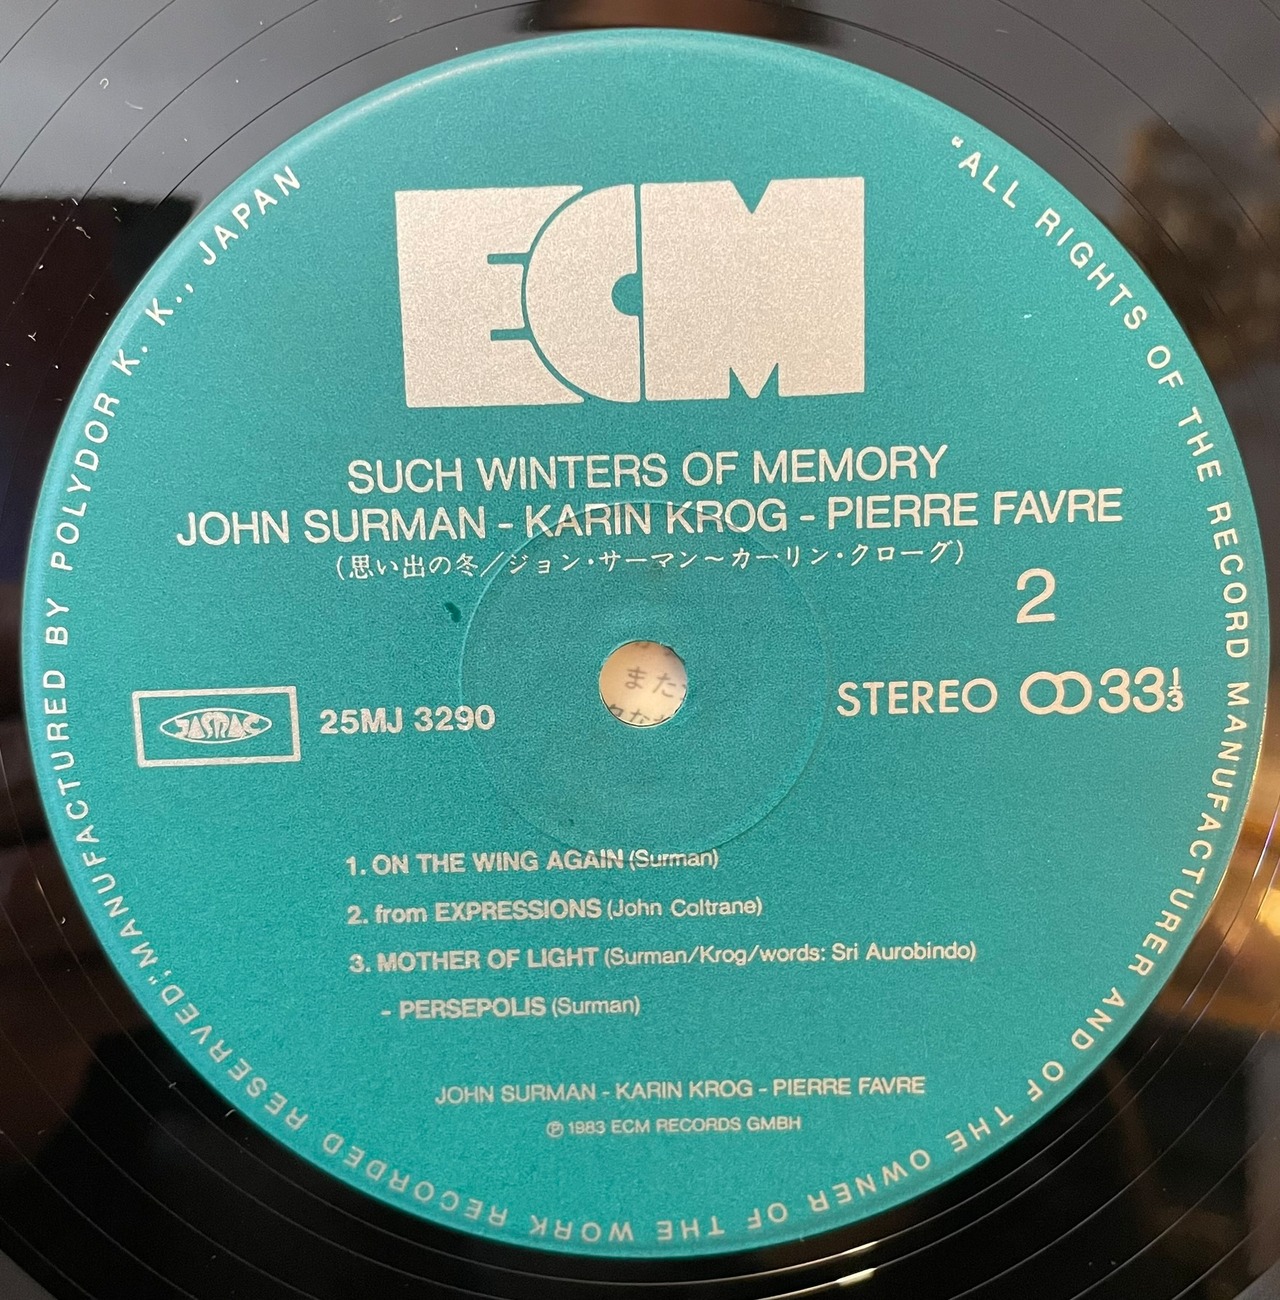 ECM
SUCH WINTERS OF MEMORY
JOHN SURMAN - KARIN KROG - PIERRE FAVRE
(思い出の冬／ジョン・サーマン～カーリン・クローグ)
2
JASRAC
25MJ 3290
STEREO 33 1/3
また
1. ON THE WING AGAIN (Surman)
2. from EXPRESSIONS (John Coltrane)
3. MOTHER OF LIGHT (Surman/Krog/words: Sri Aurobindo)
- PERSEPOLIS (Surman)
JOHN SURMAN - KARIN KROG - PIERRE FAVRE
℗ 1983 ECM RECORDS GMBH
"ALL RIGHTS OF THE RECORD MANUFACTURER AND OF THE OWNER OF THE WORK RECORDED RESERVED", MANUFACTURED BY POLYDOR K. K., JAPAN